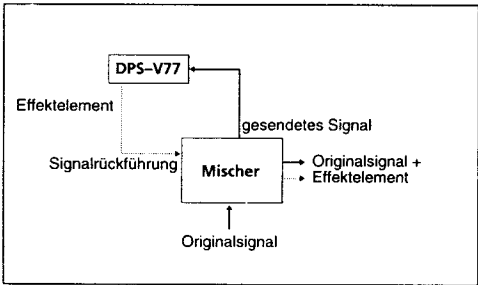 DPS–V77
Effektelement
gesendetes Signal
Signalrückführung
Mischer
Originalsignal +
Effektelement
Originalsignal